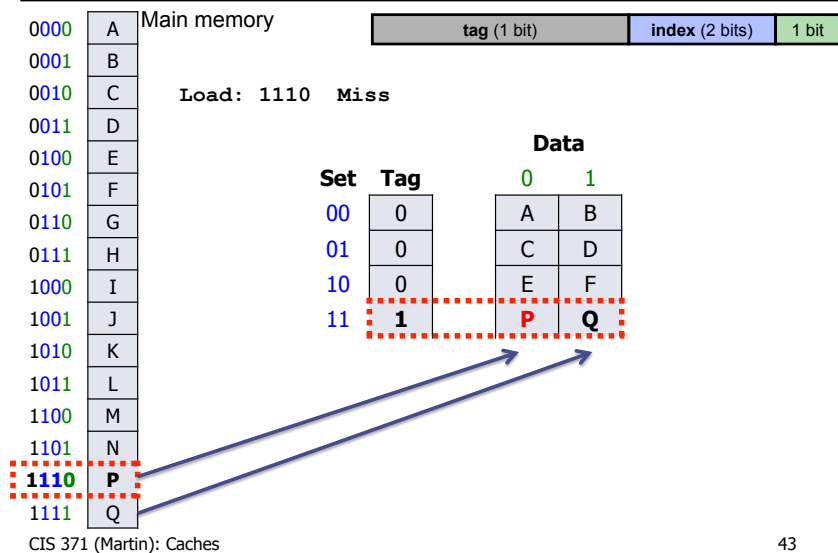 Main memory
tag (1 bit) index (2 bits) 1 bit
0000 A
0001 B
0010 C
0011 D
0100 E
0101 F
0110 G
0111 H
1000 I
1001 J
1010 K
1011 L
1100 M
1101 N
1110 P
1111 Q
Load: 1110 Miss
Data
Set Tag 0 1
00 0 A B
01 0 C D
10 0 E F
11 1 P Q
CIS 371 (Martin): Caches 43